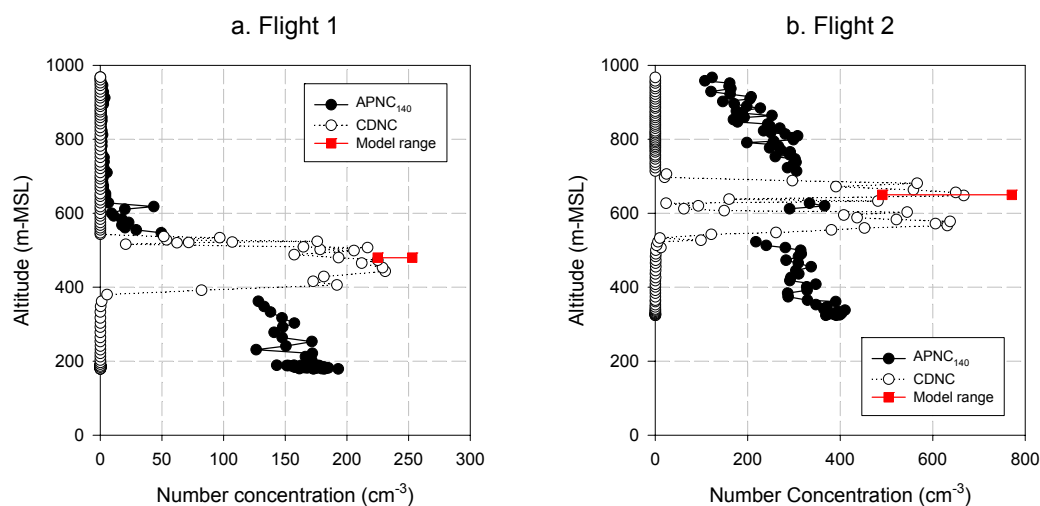 a. Flight 1
1000
800
600
400
200
0
Altitude (m-MSL)
APNC140
CDNC
Model range
0 50 100 150 200 250 300
Number concentration (cm-3)
b. Flight 2
1000
800
600
400
200
0
Altitude (m-MSL)
APNC140
CDNC
Model range
0 200 400 600 800
Number Concentration (cm-3)